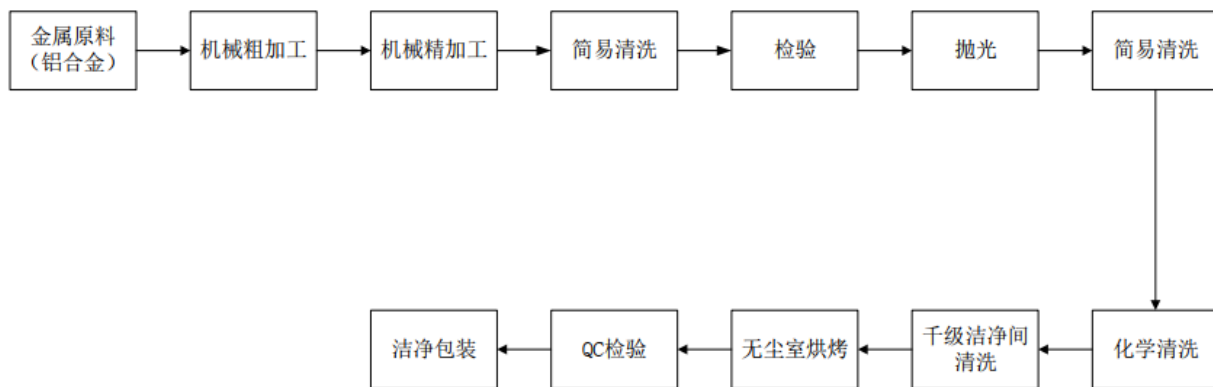 金属原料
（铝合金）
机械粗加工
机械精加工
简易清洗
检验
抛光
简易清洗
化学清洗
千级洁净间
清洗
无尘室烘烤
QC检验
洁净包装